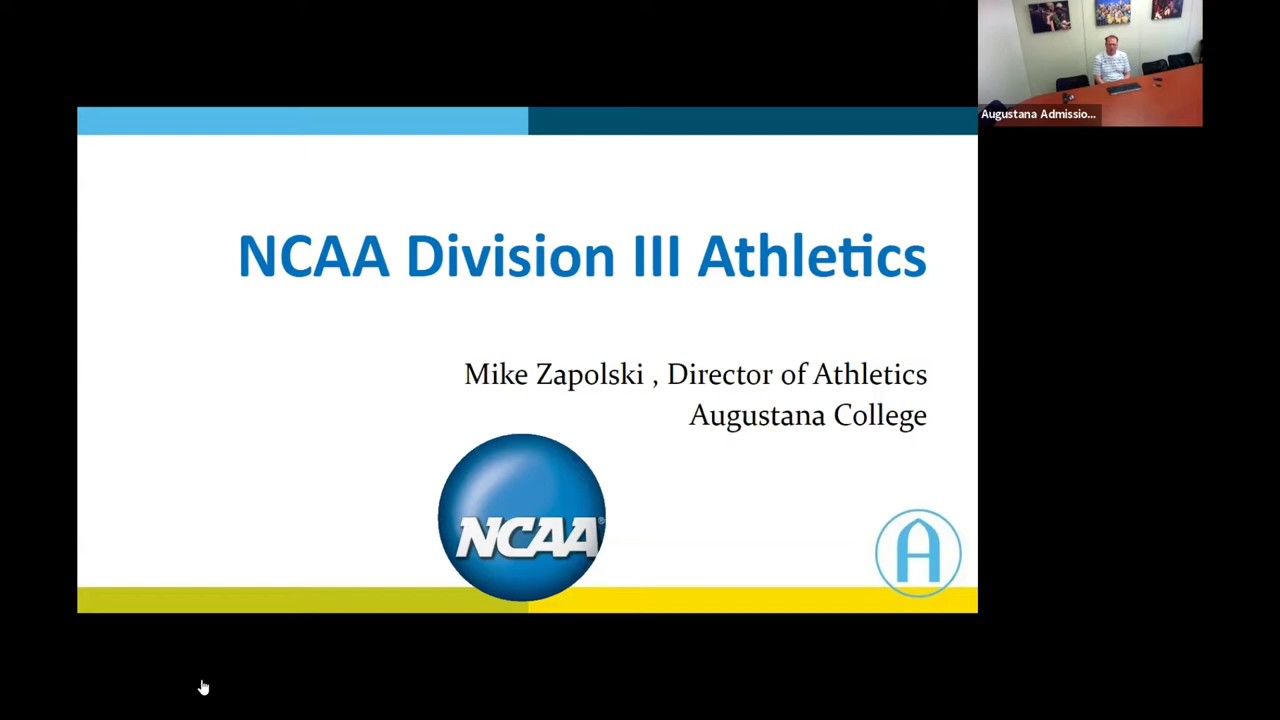 Augustana Admissio...
NCAA Division III Athletics
Mike Zapolski , Director of Athletics
Augustana College
NCAA®
A